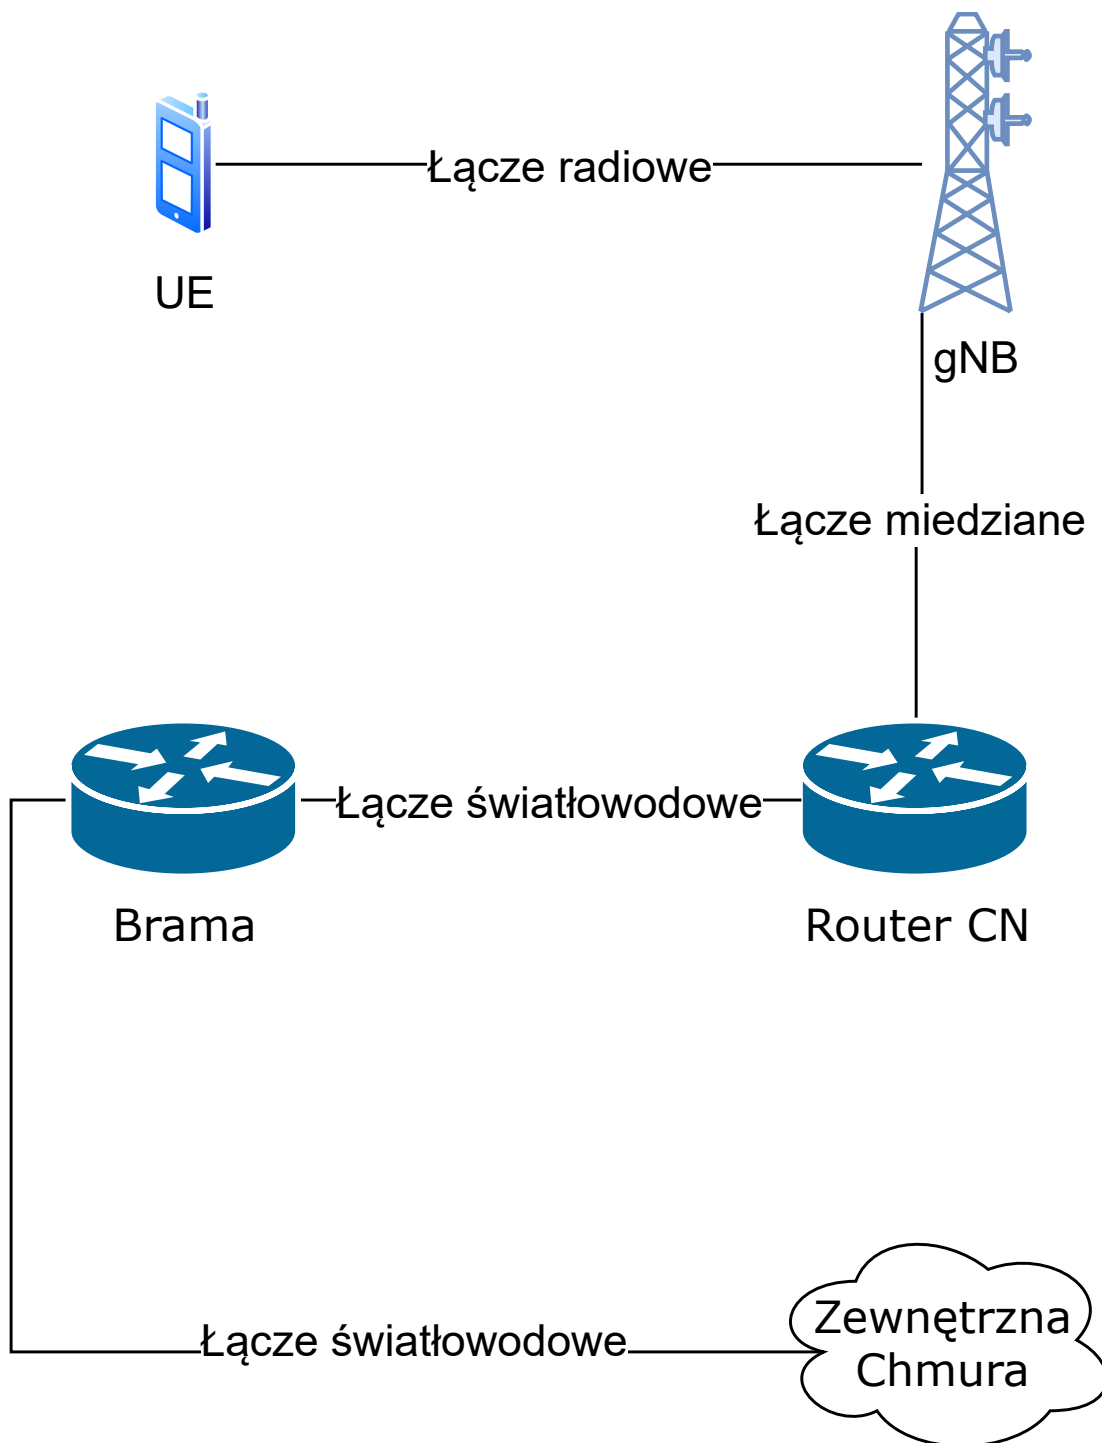 Łącze radiowe
UE
gNB
Łącze miedziane
Łącze światłowodowe
Brama
Router CN
Łącze światłowodowe
Zewnętrzna
Chmura